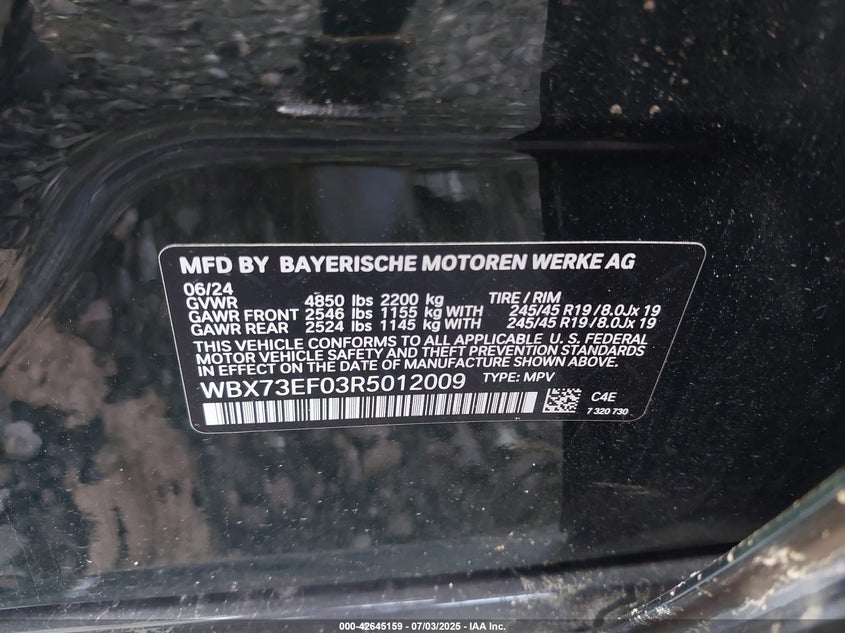 MFD BY BAYERISCHE MOTOREN WERKE AG
06/24
GVWR 4850 lbs 2200 kg TIRE / RIM
GAWR FRONT 2546 lbs 1155 kg WITH 245/45 R19 / 8.0Jx 19
GAWR REAR 2524 lbs 1145 kg WITH 245/45 R19 / 8.0Jx 19
THIS VEHICLE CONFORMS TO ALL APPLICABLE U. S. FEDERAL
MOTOR VEHICLE SAFETY AND THEFT PREVENTION STANDARDS
IN EFFECT ON THE DATE OF MANUFACTURE SHOWN ABOVE.
WBX73EF03R5012009 TYPE: MPV
C4E
7 320 730
000-42645159 - 07/03/2025 - IAA Inc.